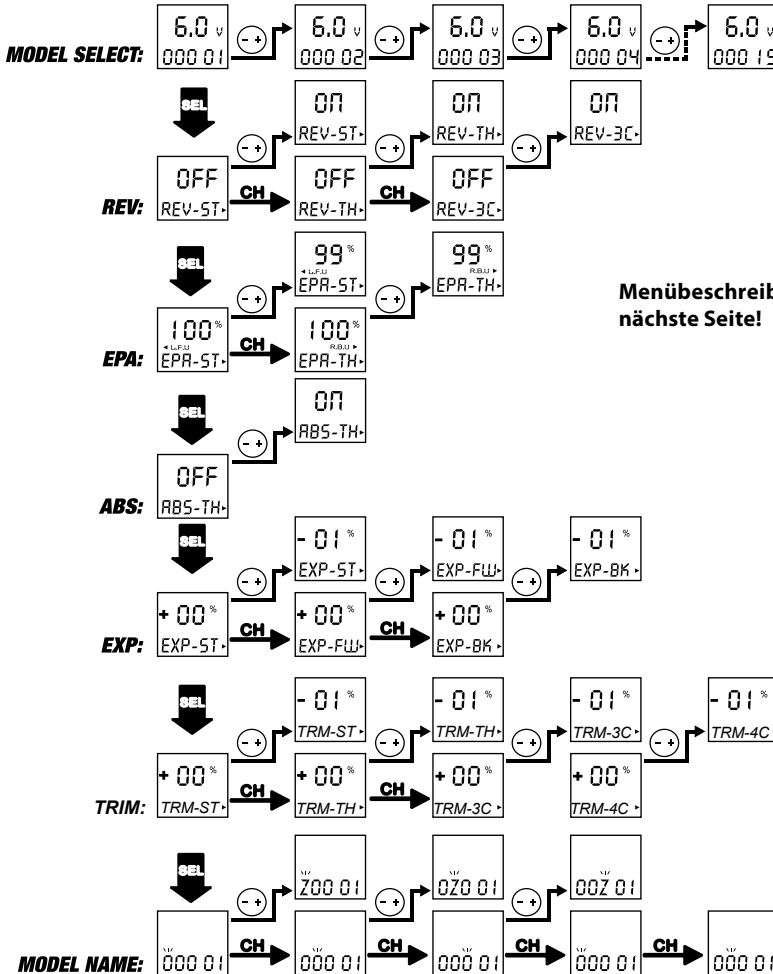 6.0 v 6.0 v 6.0 v 6.0 v 6.0 v
MODEL SELECT: 000 01 - + 000 02 - + 000 03 - + 000 04 - + 000 15
SEL ON ON ON
- + REV-ST - + REV-TH - + REV-3C
OFF OFF OFF
REV: REV-ST CH REV-TH CH REV-3C
SEL 99 % 99 %
L.F.U R.B.U
- + EPA-ST - + EPA-TH
Menübeschreib
nächste Seite!
100 % 100 %
L.F.U R.B.U
EPA: EPA-ST CH EPA-TH
SEL ON
- + ABS-TH
OFF
ABS: ABS-TH
SEL - 01 % - 01 % - 01 %
- + EXP-ST - + EXP-FW - + EXP-BK
+ 00 % + 00 % + 00 %
EXP: EXP-ST CH EXP-FW CH EXP-BK
SEL - 01 % - 01 % - 01 % - 01 %
- + TRM-ST - + TRM-TH - + TRM-3C - + TRM-4C
+ 00 % + 00 % + 00 % + 00 %
TRIM: TRM-ST CH TRM-TH CH TRM-3C TRM-4C
SEL - + Z00 01 - + 0Z0 01 - + 00Z 01
MODEL NAME: 000 01 CH 000 01 CH 000 01 CH 000 01 CH 000 01